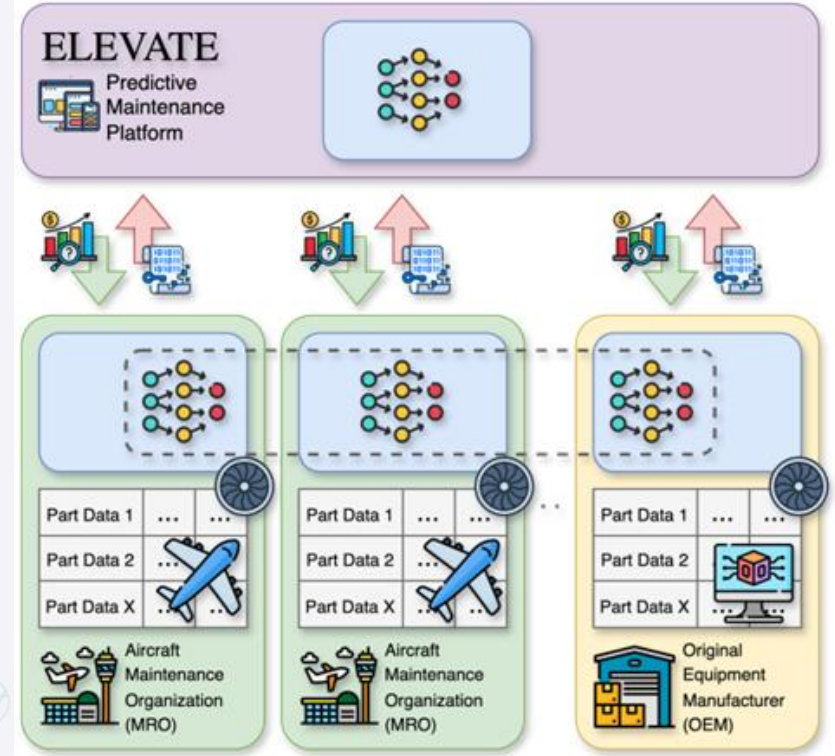 ELEVATE
Predictive
Maintenance
Platform
Part Data 1 ... ...
Part Data 2 ...
Part Data X ... ...
Aircraft
Maintenance
Organization
(MRO)
Part Data 1 ... ...
Part Data 2 ...
Part Data X ... ...
Aircraft
Maintenance
Organization
(MRO)
Part Data 1 ... ...
Part Data 2
Part Data X ... ...
Original
Equipment
Manufacturer
(OEM)